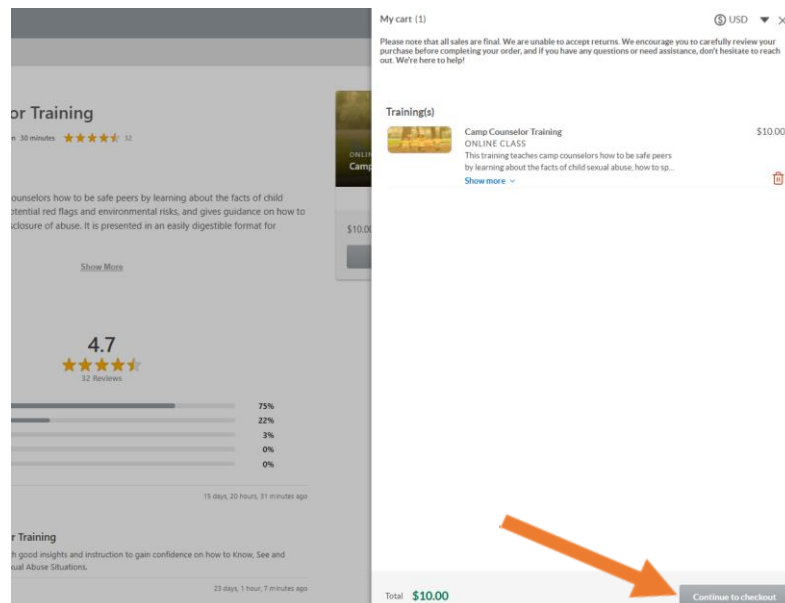 My cart (1)
USD
Please note that all sales are final. We are unable to accept returns. We encourage you to carefully review your
purchase before completing your order, and if you have any questions or need assistance, don't hesitate to reach
out. We're here to help!
Training(s)
Camp Counselor Training
$10.00
ONLINE CLASS
This training teaches camp counselors how to be safe peers
by learning about the facts of child sexual abuse, how to sp...
Show more
Total $10.00
Continue to checkout
or Training
30 minutes 32
ounselors how to be safe peers by learning about the facts of child
otential red flags and environmental risks, and gives guidance on how to
sclosure of abuse. It is presented in an easily digestible format for
Show More
ONLIN
Camp
$10.00
4.7
32 Reviews
75%
22%
3%
0%
0%
15 days, 20 hours, 31 minutes ago
r Training
h good insights and instruction to gain confidence on how to Know, See and
ual Abuse Situations.
23 days, 1 hour, 7 minutes ago